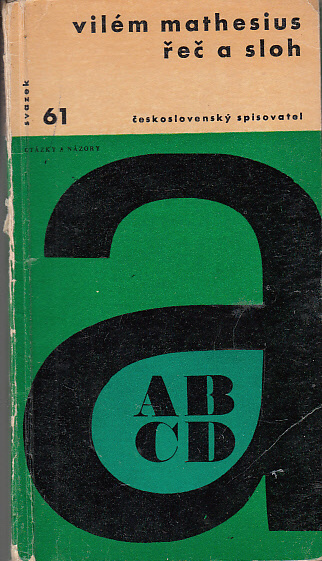 vilém mathesius
řeč a sloh
svazek
61
československý spisovatel
OTÁZKY A NÁZORY
a
AB
CD